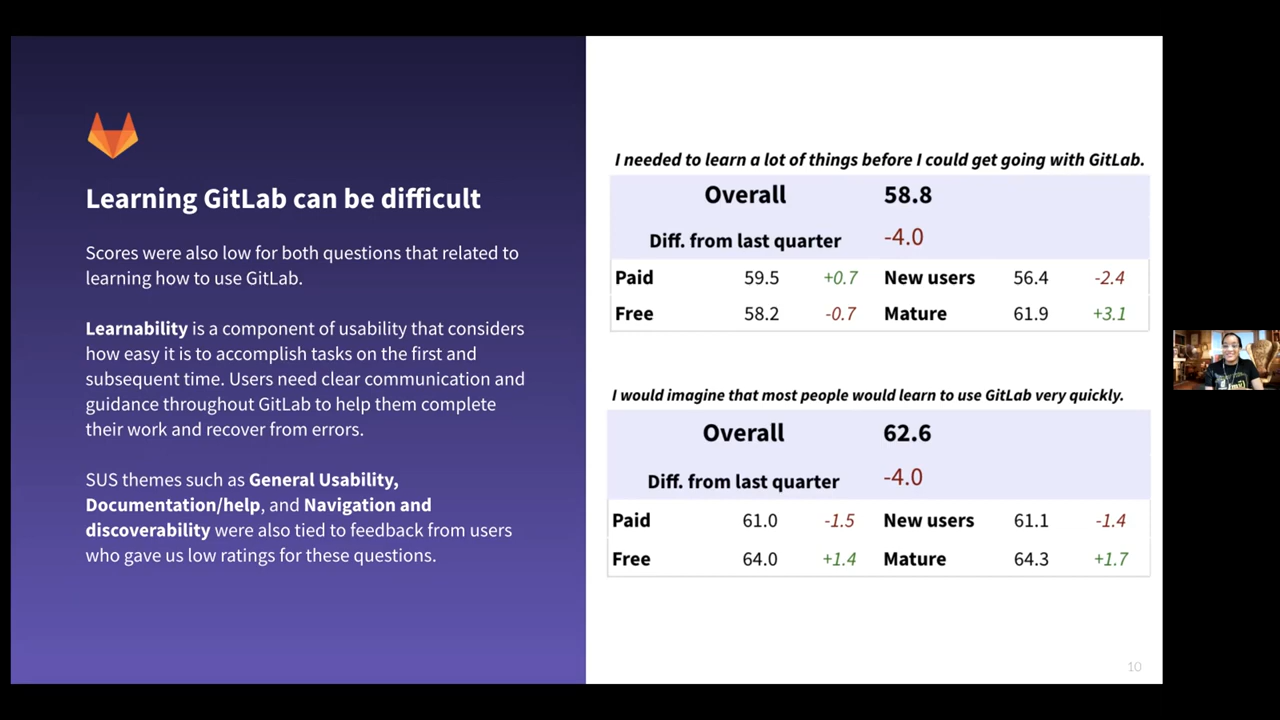 Learning GitLab can be difficult
Scores were also low for both questions that related to
learning how to use GitLab.
Learnability is a component of usability that considers
how easy it is to accomplish tasks on the first and
subsequent time. Users need clear communication and
guidance throughout GitLab to help them complete
their work and recover from errors.
SUS themes such as General Usability,
Documentation/help, and Navigation and
discoverability were also tied to feedback from users
who gave us low ratings for these questions.
I needed to learn a lot of things before I could get going with GitLab.
Overall 58.8
Diff. from last quarter -4.0
Paid 59.5 +0.7 New users 56.4 -2.4
Free 58.2 -0.7 Mature 61.9 +3.1
I would imagine that most people would learn to use GitLab very quickly.
Overall 62.6
Diff. from last quarter -4.0
Paid 61.0 -1.5 New users 61.1 -1.4
Free 64.0 +1.4 Mature 64.3 +1.7
10